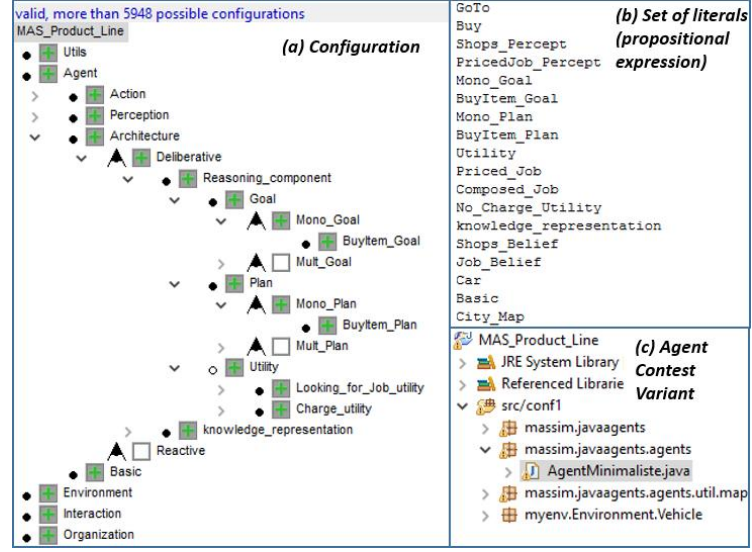 valid, more than 5948 possible configurations
MAS_Product_Line
(a) Configuration
Utils
Agent
Action
Perception
Architecture
Deliberative
Reasoning_component
Goal
Mono_Goal
BuyItem_Goal
Mult_Goal
Plan
Mono_Plan
BuyItem_Plan
Mult_Plan
Utility
Looking_for_Job_utility
Charge_utility
knowledge_representation
Reactive
Basic
Environment
Interaction
Organization
(b) Set of literals
(propositional
expression)
GoTo
Buy
Shops_Percept
PricedJob_Percept
Mono_Goal
BuyItem_Goal
Mono_Plan
BuyItem_Plan
Utility
Priced_Job
Composed_Job
No_Charge_Utility
knowledge_representation
Shops_Belief
Job_Belief
Car
Basic
City_Map
(c) Agent
Contest
Variant
MAS_Product_Line
JRE System Library
Referenced Librarie
src/conf1
massim.javaagents
massim.javaagents.agents
AgentMinimaliste.java
massim.javaagents.agents.util.map
myenv.Environment.Vehicle